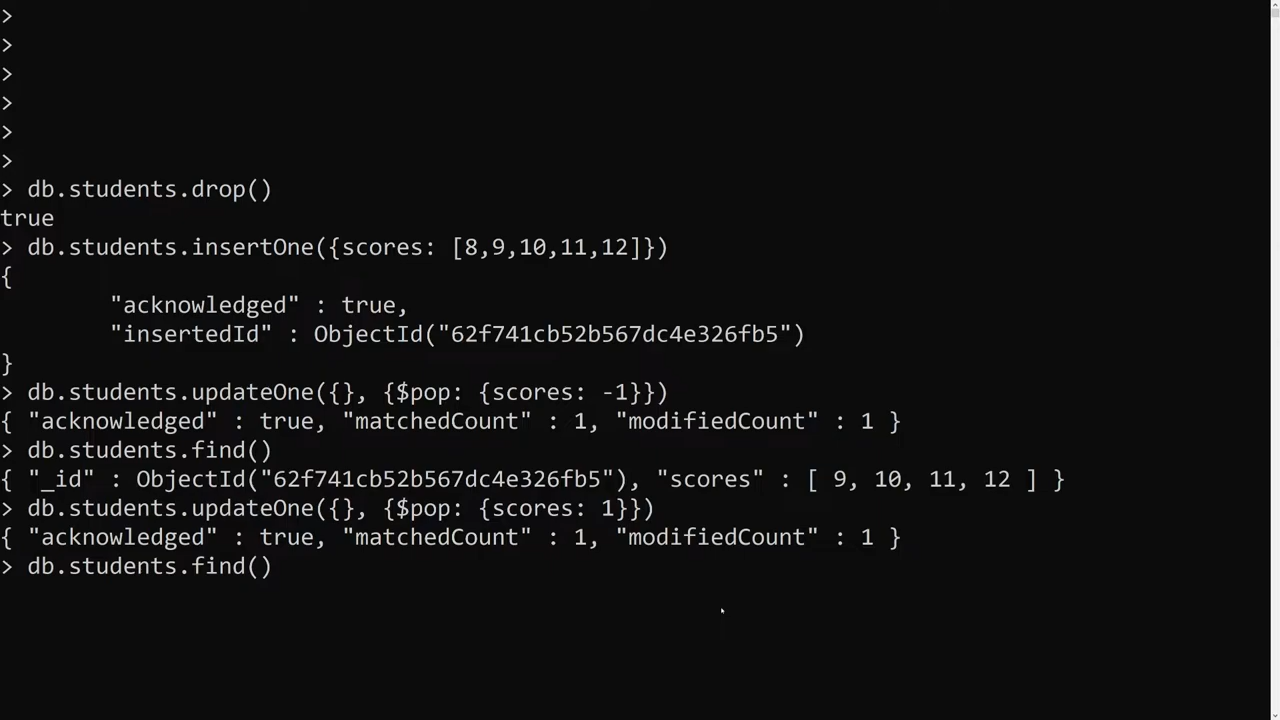 >
>
>
>
>
>
> db.students.drop()
true
> db.students.insertOne({scores: [8,9,10,11,12]})
{
"acknowledged" : true,
"insertedId" : ObjectId("62f741cb52b567dc4e326fb5")
}
> db.students.updateOne({}, {$pop: {scores: -1}})
{ "acknowledged" : true, "matchedCount" : 1, "modifiedCount" : 1 }
> db.students.find()
{ "_id" : ObjectId("62f741cb52b567dc4e326fb5"), "scores" : [ 9, 10, 11, 12 ] }
> db.students.updateOne({}, {$pop: {scores: 1}})
{ "acknowledged" : true, "matchedCount" : 1, "modifiedCount" : 1 }
> db.students.find()